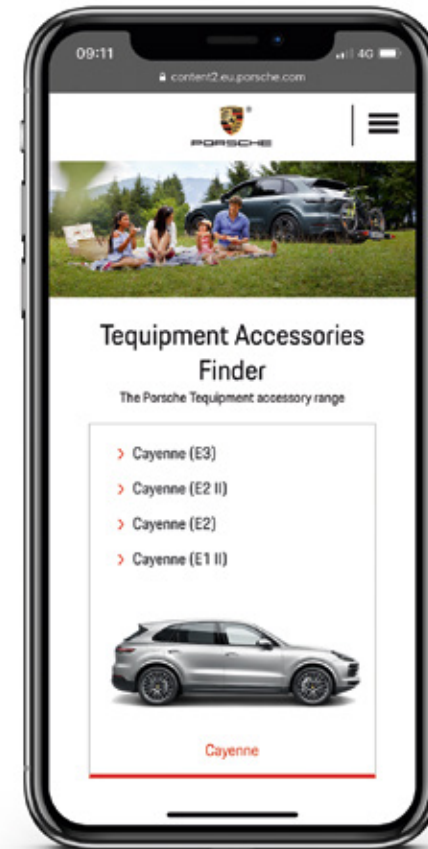 09:11
4G
content2.eu.porsche.com
PORSCHE
Tequipment Accessories
Finder
The Porsche Tequipment accessory range
Cayenne (E3)
Cayenne (E2 II)
Cayenne (E2)
Cayenne (E1 II)
Cayenne